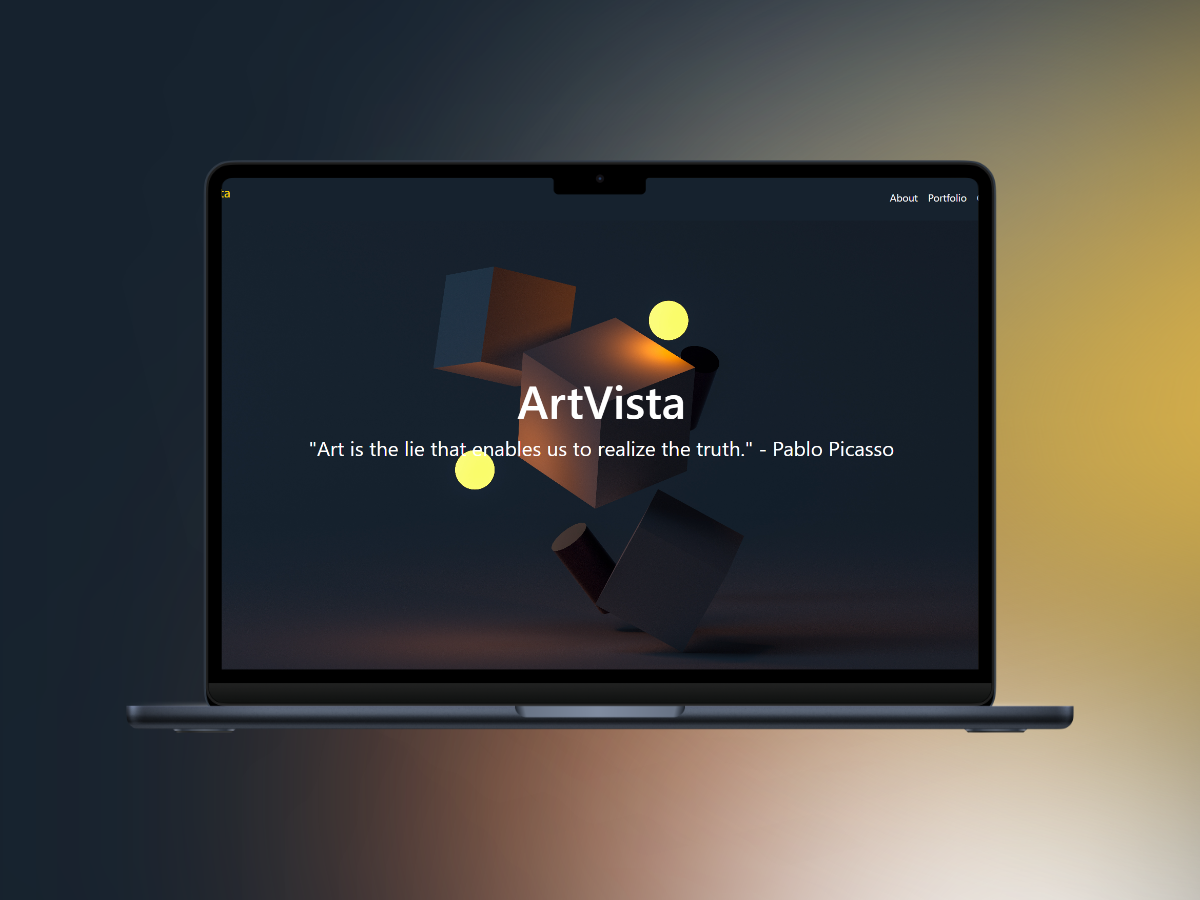 ta
About Portfolio
ArtVista
"Art is the lie that enables us to realize the truth." - Pablo Picasso